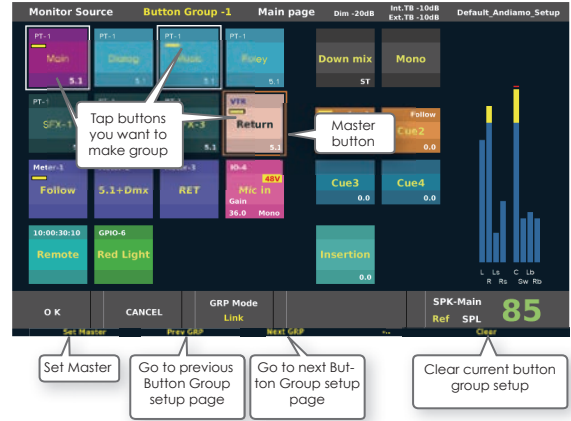 Monitor Source Button Group -1 Main page Dim -20dB Int.TB -10dB Ext.TB -10dB Default_Andiamo_Setup
PT-1 PT-1 PT-1 PT-1
Main Dialog Music Foley Down mix Mono
5.1 5.1 5.1 5.1 ST
PT-1 VTR Follow
SFX-1 X-3 Return Cue2
5.1 5.1 5.1 0.0
Tap buttons
you want to
make group
Master
button
Meter-1 Meter-3 IO-4
48V
Follow 5.1+Dmx RET Mic in Cue3 Cue4
Gain
36.0 Mono 0.0 0.0
10:00:30:10 GPIO-6
Remote Red Light Insertion
0.0
L Ls C Lb
R Rs Sw Rb
O K CANCEL GRP Mode
Link
SPK-Main
Ref SPL 85
Set Master Prev GRP Next GRP Clear
Set Master
Go to previous
Button Group
setup page
Go to next But-
ton Group setup
page
Clear current button
group setup